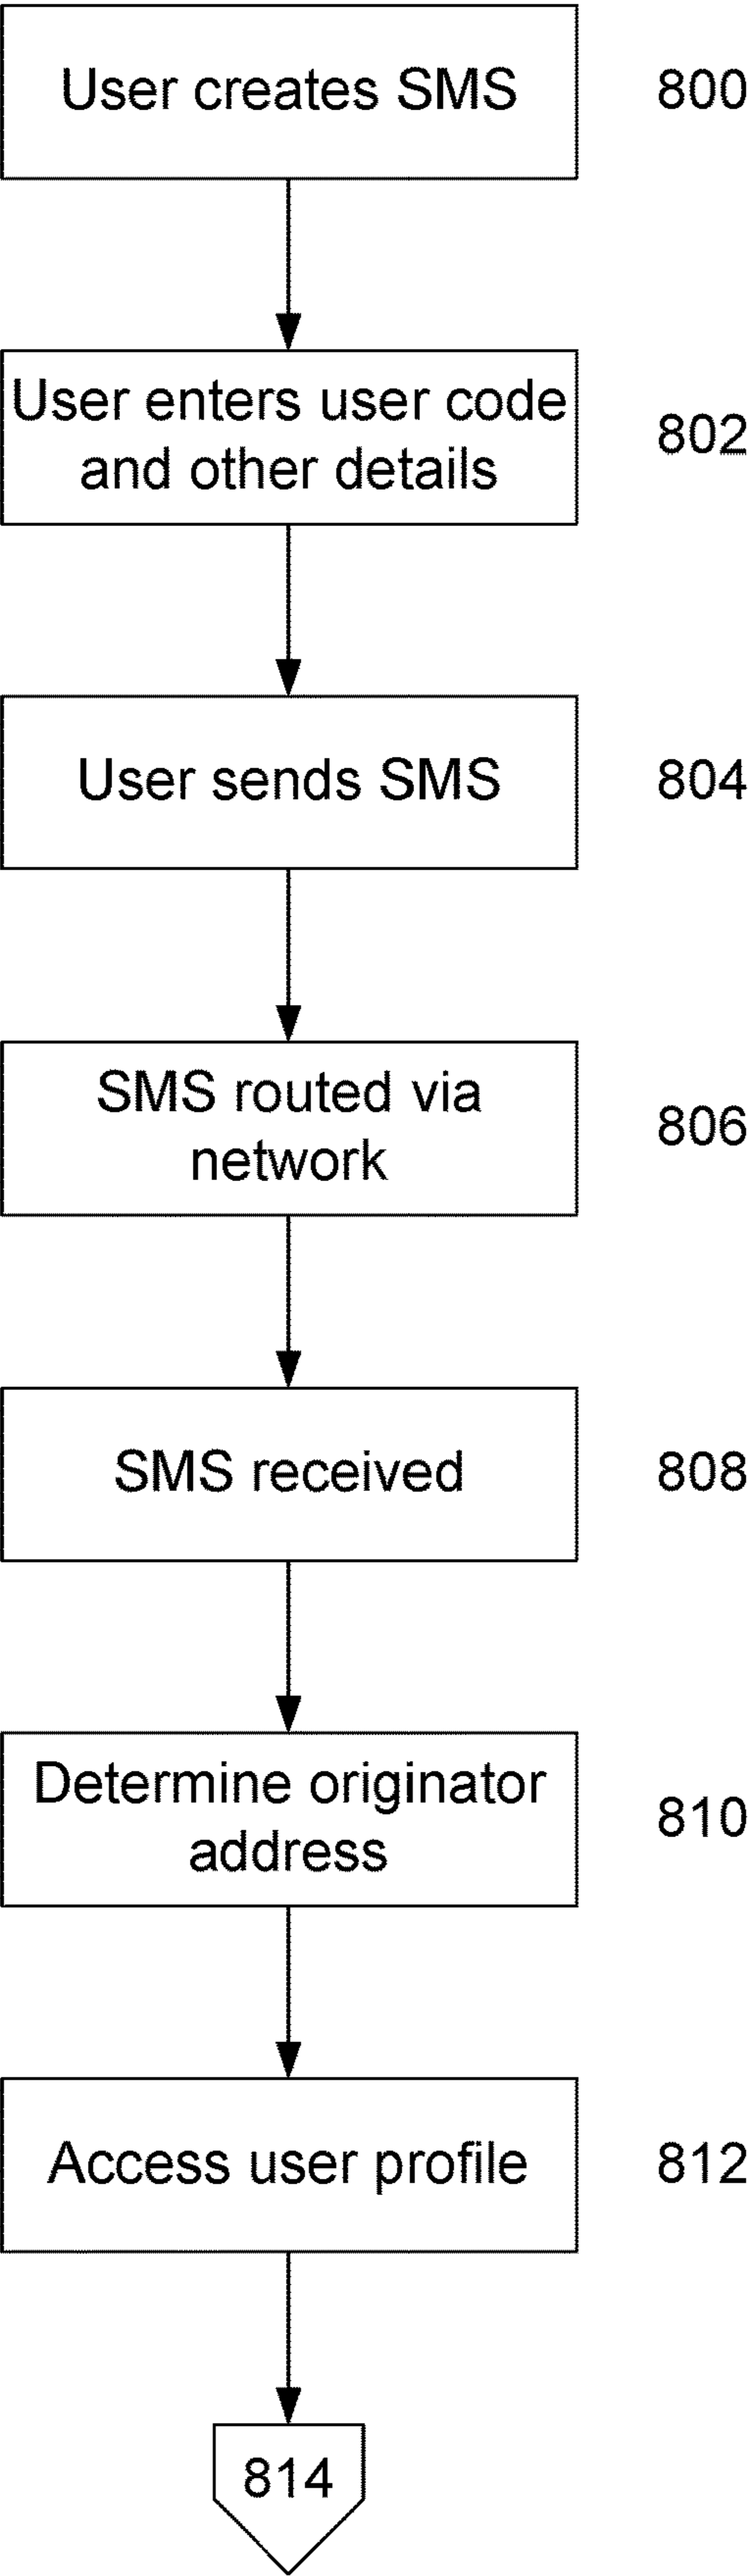 User creates SMS 800
User enters user code
and other details 802
User sends SMS 804
SMS routed via
network 806
SMS received 808
Determine originator
address 810
Access user profile 812
814